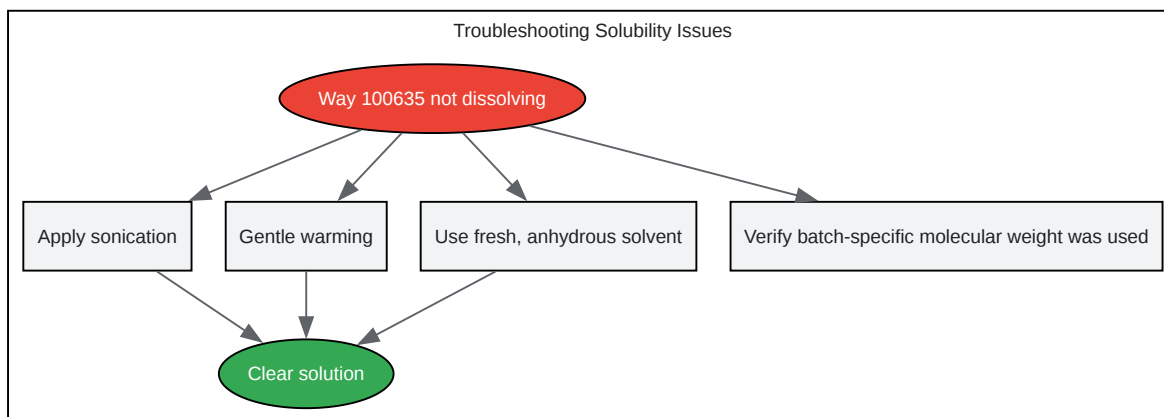 Troubleshooting Solubility Issues
Way 100635 not dissolving
Apply sonication
Gentle warming
Use fresh, anhydrous solvent
Verify batch-specific molecular weight was used
Clear solution